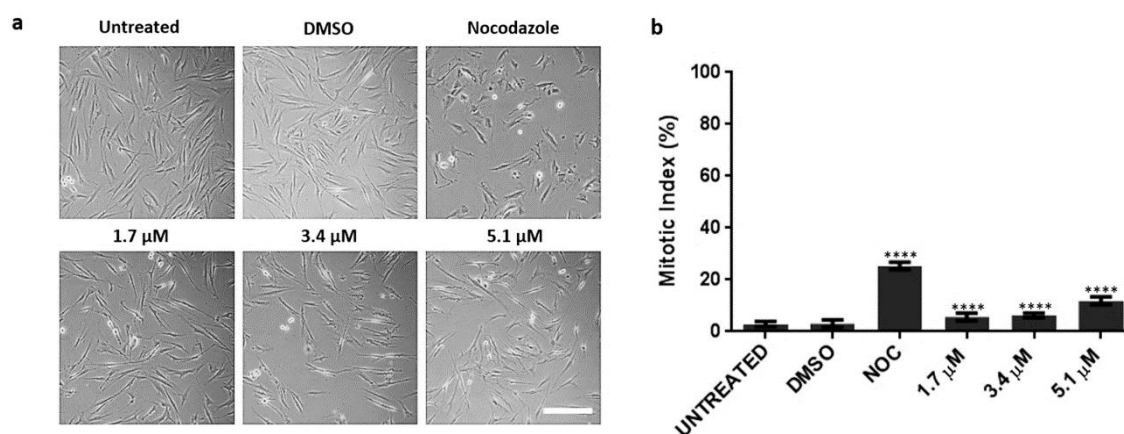 a
Untreated DMSO Nocodazole
1.7 µM 3.4 µM 5.1 µM
b
Mitotic Index (%)
100
80
60
40
20
0
****
**** **** ****
UNTREATED DMSO NOC 1.7 µM 3.4 µM 5.1 µM